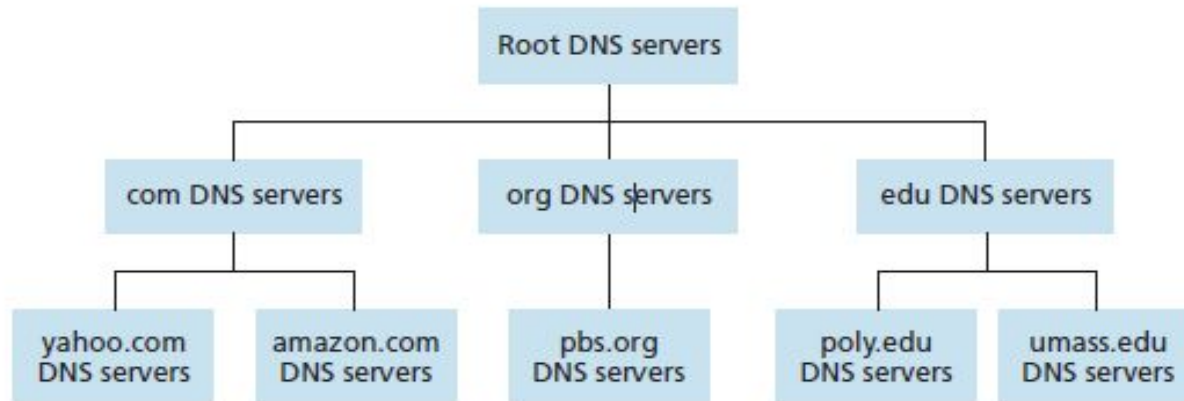 Root DNS servers
com DNS servers
org DNS servers
edu DNS servers
yahoo.com
DNS servers
amazon.com
DNS servers
pbs.org
DNS servers
poly.edu
DNS servers
umass.edu
DNS servers